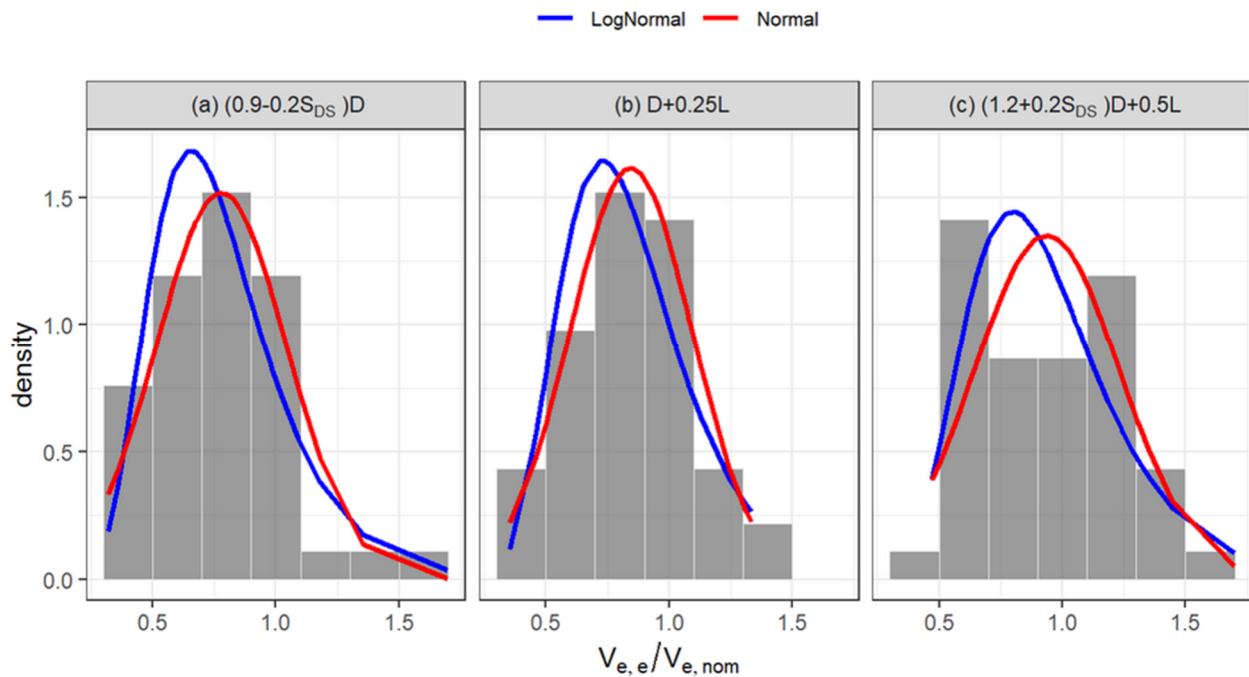 LogNormal Normal
(a) (0.9-0.2S_DS )D
(b) D+0.25L
(c) (1.2+0.2S_DS )D+0.5L
density
1.5
1.0
0.5
0.0
0.5 1.0 1.5
0.5 1.0 1.5
0.5 1.0 1.5
V_e, e/V_e, nom